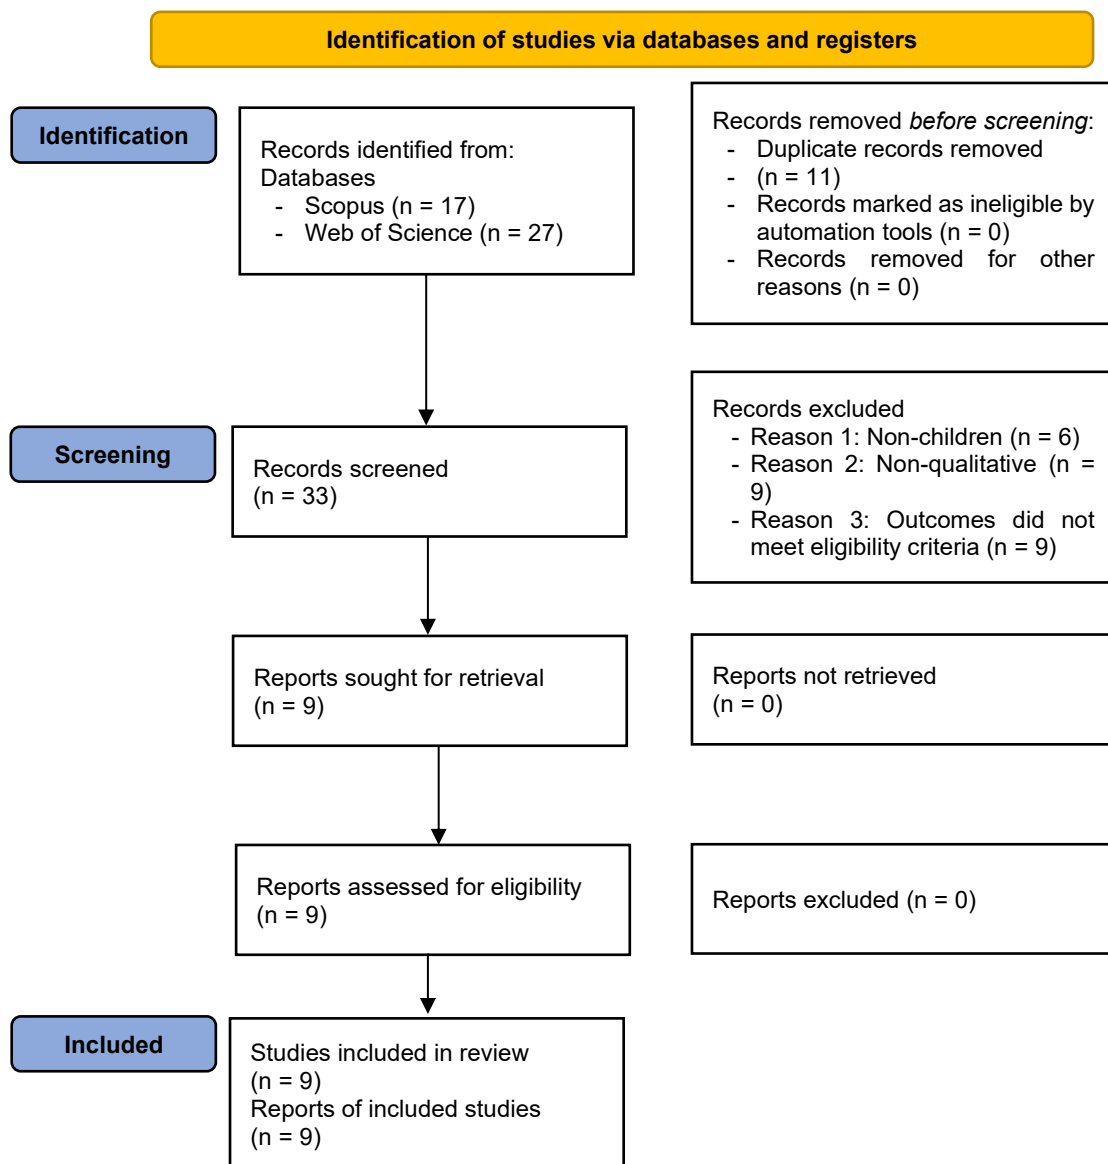 Identification of studies via databases and registers
Identification
Records identified from:
Databases
- Scopus (n = 17)
- Web of Science (n = 27)
Records removed before screening:
- Duplicate records removed
- (n = 11)
- Records marked as ineligible by
automation tools (n = 0)
- Records removed for other
reasons (n = 0)
Screening
Records screened
(n = 33)
Records excluded
- Reason 1: Non-children (n = 6)
- Reason 2: Non-qualitative (n =
9)
- Reason 3: Outcomes did not
meet eligibility criteria (n = 9)
Reports sought for retrieval
(n = 9)
Reports not retrieved
(n = 0)
Reports assessed for eligibility
(n = 9)
Reports excluded (n = 0)
Included
Studies included in review
(n = 9)
Reports of included studies
(n = 9)